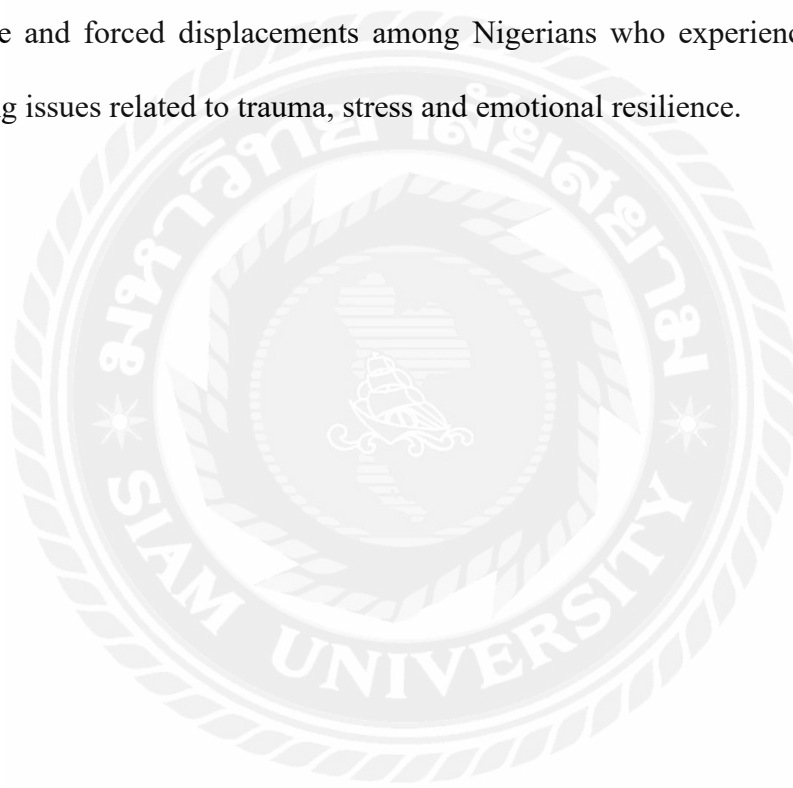 and forced displacements among Nigerians who
issues related to trauma, stress and emotional resilience.
มหาวิทยาลัยสยาม
SIAM UNIVERSITY